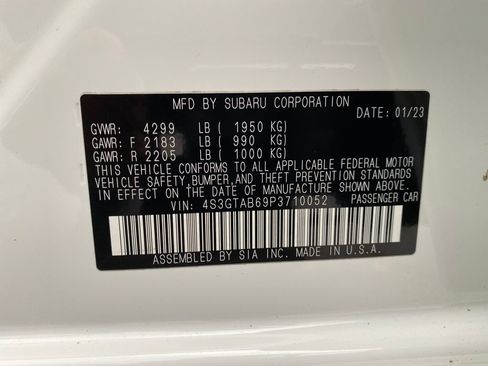 MFD BY SUBARU CORPORATION
DATE: 01/23
GVWR: 4299 LB ( 1950 KG)
GAWR: F 2183 LB ( 990 KG)
GAWR: R 2205 LB ( 1000 KG)
THIS VEHICLE CONFORMS TO ALL APPLICABLE FEDERAL MOTOR
VEHICLE SAFETY,BUMPER,AND THEFT PREVENTION STANDARDS
IN EFFECT ON THE DATE OF MANUFACTURE SHOWN ABOVE.
VIN: 4S3GTAB69P3710052 PASSENGER CAR
ASSEMBLED BY SIA INC. MADE IN U.S.A.